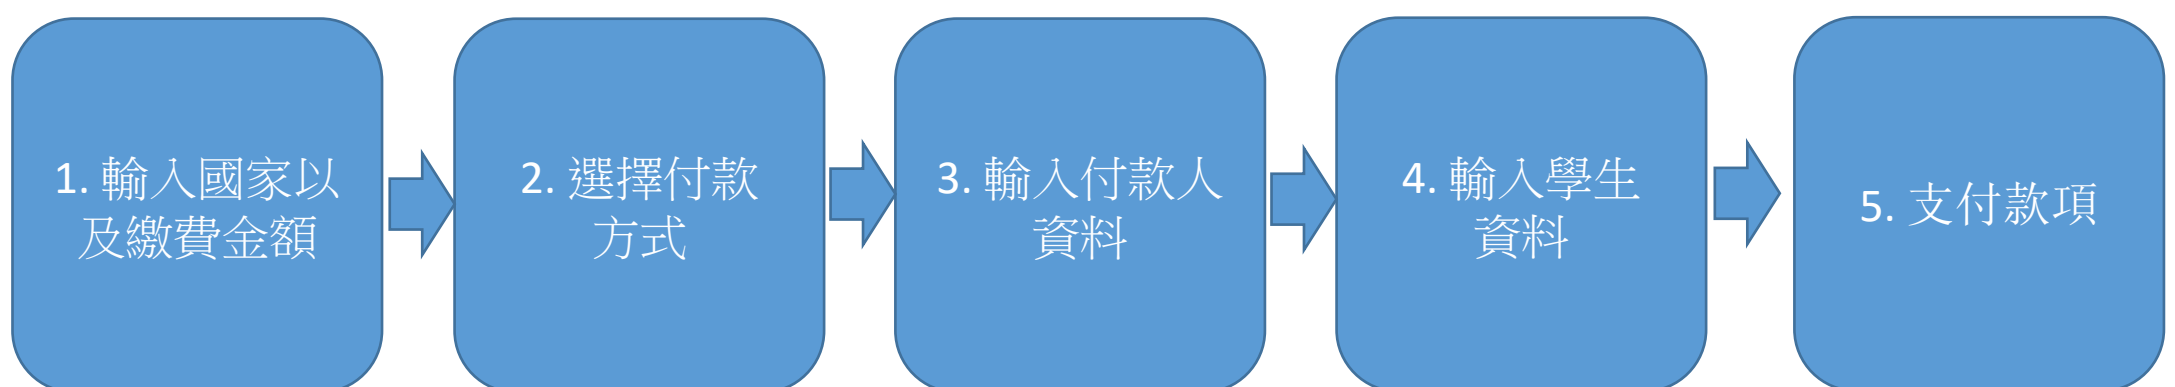 1. 輸入國家以
及繳費金額
2. 選擇付款
方式
3. 輸入付款人
資料
4. 輸入學生
資料
5. 支付款項